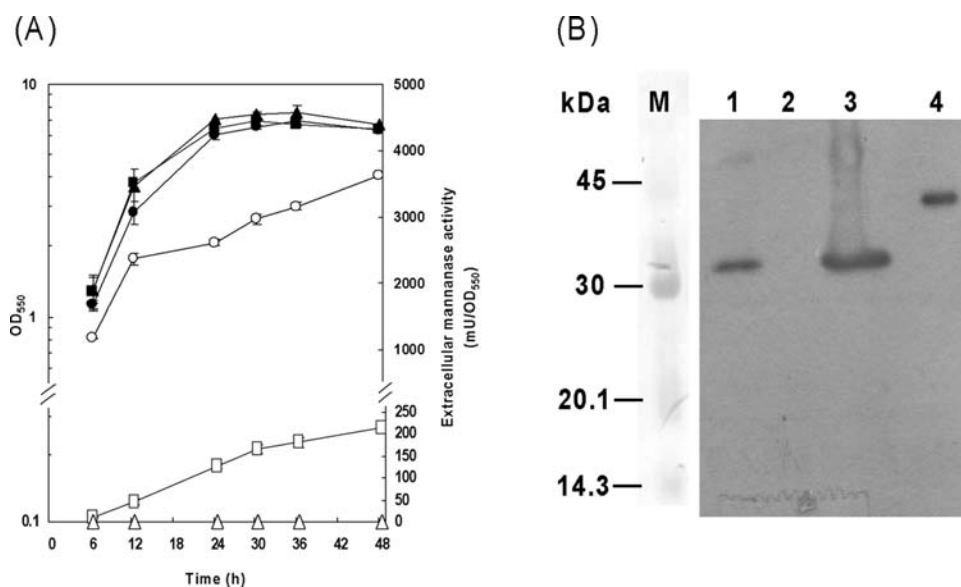 (A)
(B)
10
1
0.1
OD550
5000
4000
3000
2000
1000
250
200
150
100
50
0
Extracellular mannanase activity
(mU/OD550)
0 6 12 18 24 30 36 42 48
Time (h)
kDa M 1 2 3 4
45
30
20.1
14.3